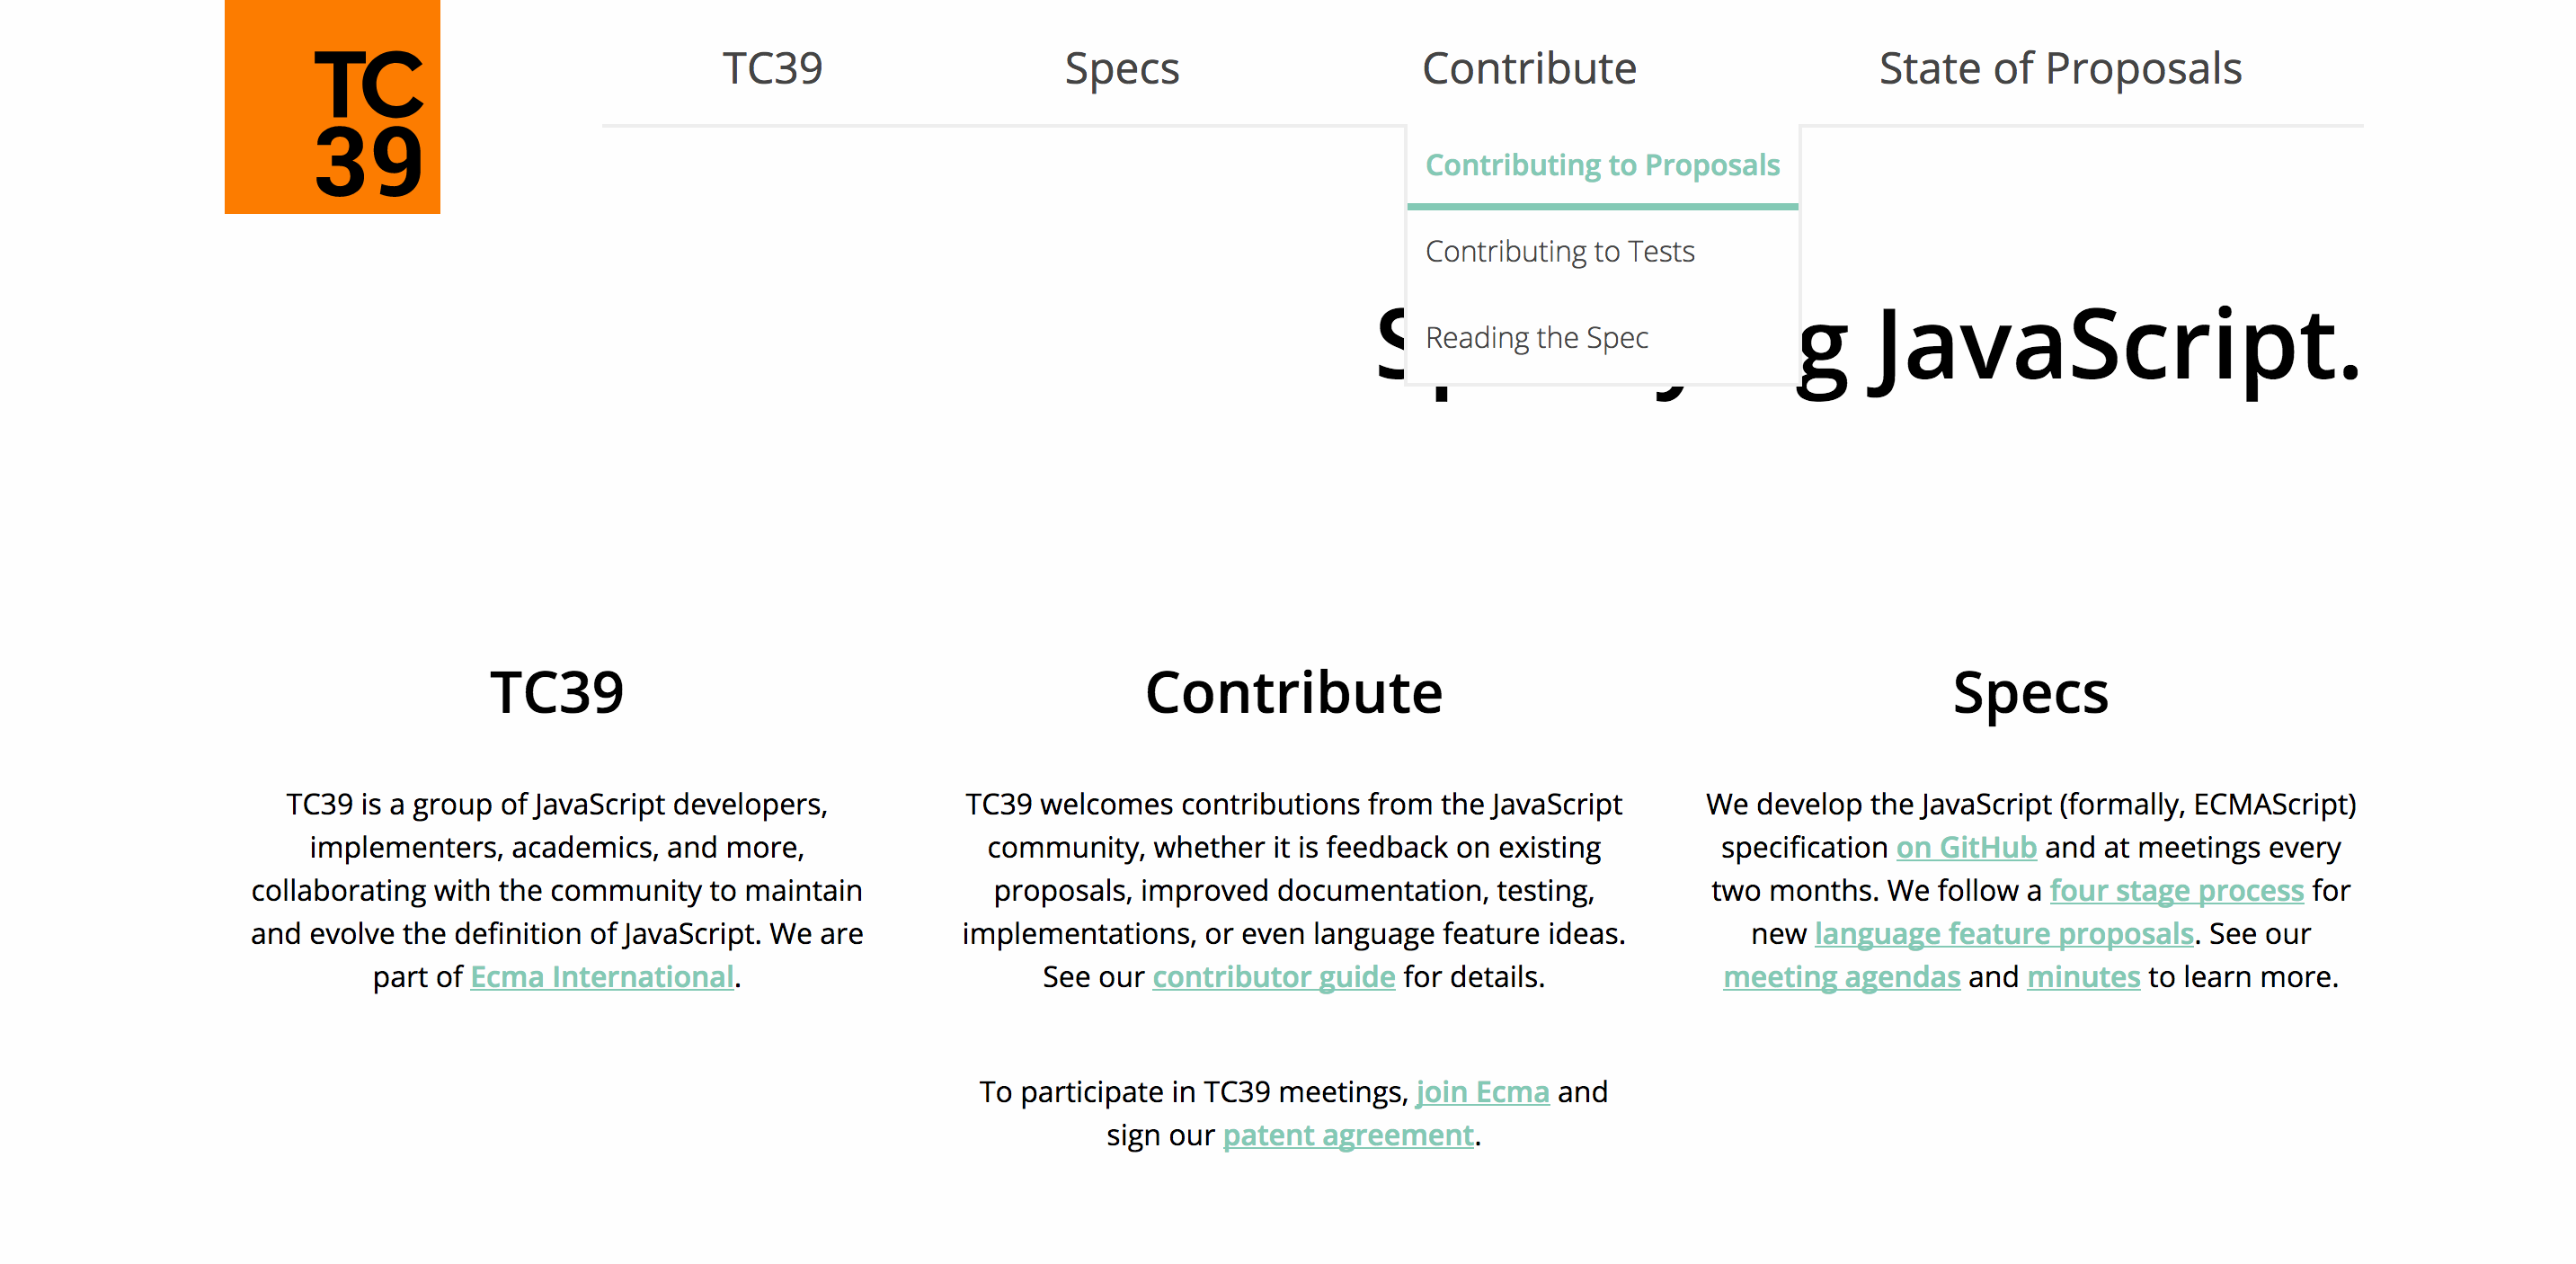 TC
39
TC39
Specs
Contribute
State of Proposals
Contributing to Proposals
Contributing to Tests
Reading the Spec
JavaScript.
TC39
TC39 is a group of JavaScript developers,
implementers, academics, and more,
collaborating with the community to maintain
and evolve the definition of JavaScript. We are
part of Ecma International.
Contribute
TC39 welcomes contributions from the JavaScript
community, whether it is feedback on existing
proposals, improved documentation, testing,
implementations, or even language feature ideas.
See our contributor guide for details.
To participate in TC39 meetings, join Ecma and
sign our patent agreement.
Specs
We develop the JavaScript (formally, ECMAScript)
specification on GitHub and at meetings every
two months. We follow a four stage process for
new language feature proposals. See our
meeting agendas and minutes to learn more.